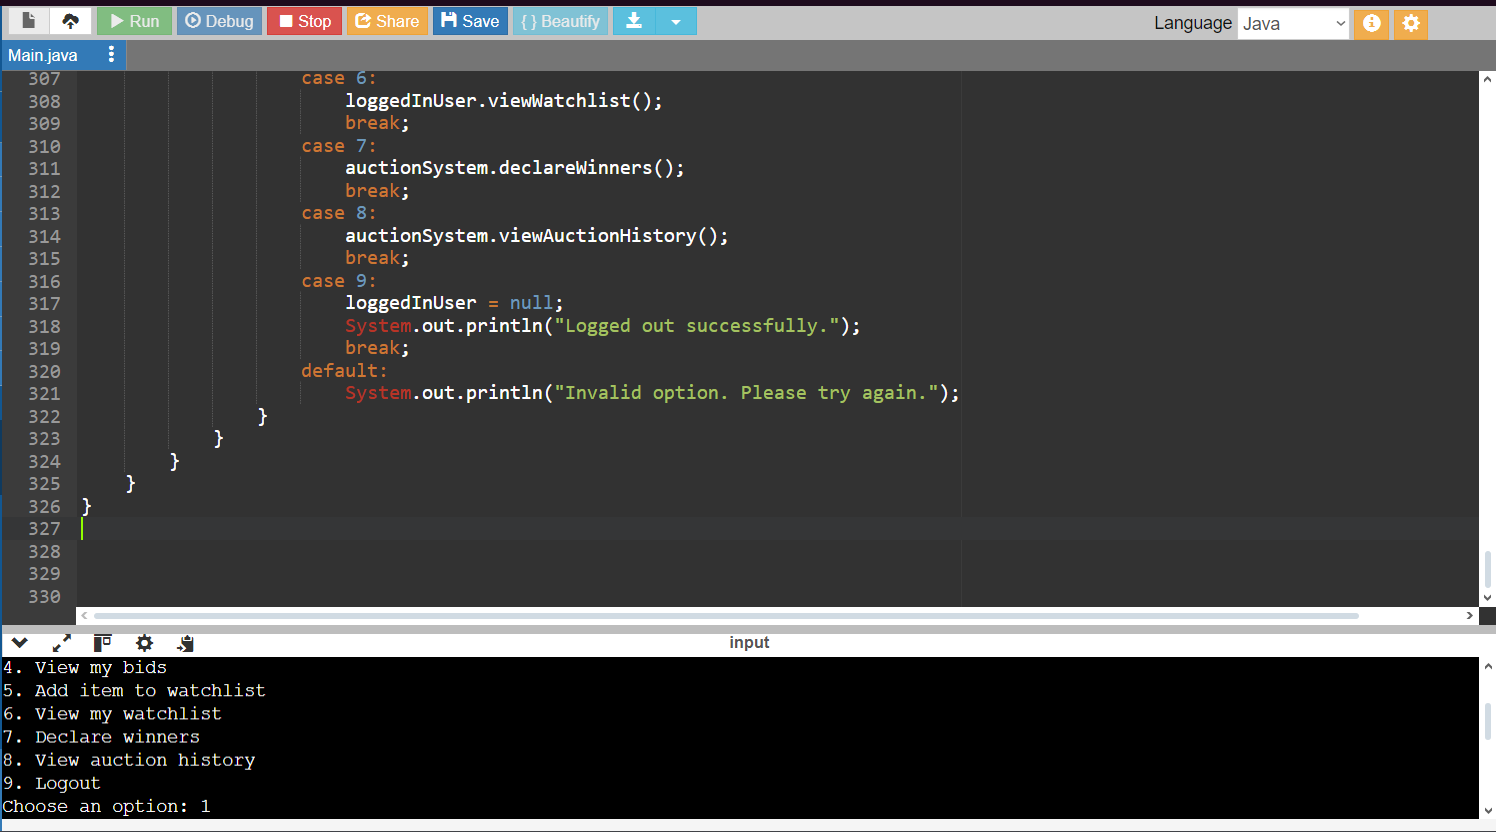 Run Debug Stop Share Save { } Beautify Language Java
Main.java
307 case 6:
308 loggedInUser.viewWatchlist();
309 break;
310 case 7:
311 auctionSystem.declareWinners();
312 break;
313 case 8:
314 auctionSystem.viewAuctionHistory();
315 break;
316 case 9:
317 loggedInUser = null;
318 System.out.println("Logged out successfully.");
319 break;
320 default:
321 System.out.println("Invalid option. Please try again.");
322 }
323 }
324 }
325 }
326 }
327
328
329
330
input
4. View my bids
5. Add item to watchlist
6. View my watchlist
7. Declare winners
8. View auction history
9. Logout
Choose an option: 1